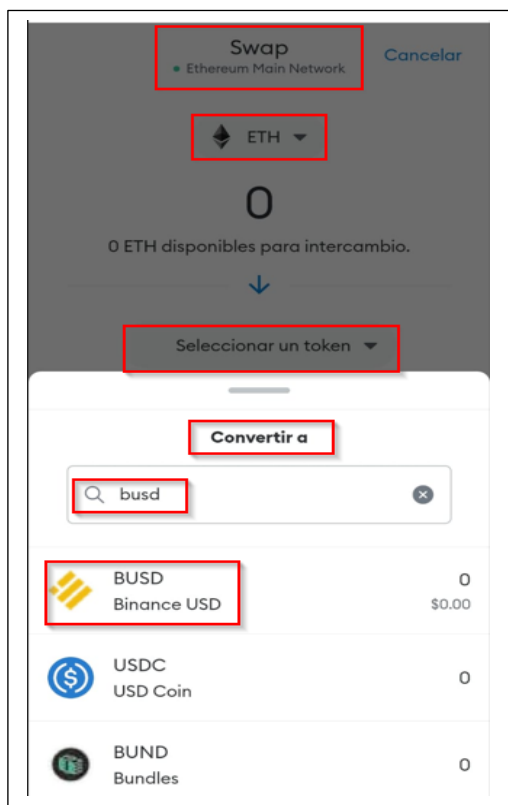 Swap
Ethereum Main Network
Cancelar
ETH
0
0 ETH disponibles para intercambio.
Seleccionar un token
Convertir a
busd
BUSD
0
Binance USD
$0.00
USDC
0
USD Coin
BUND
0
Bundles